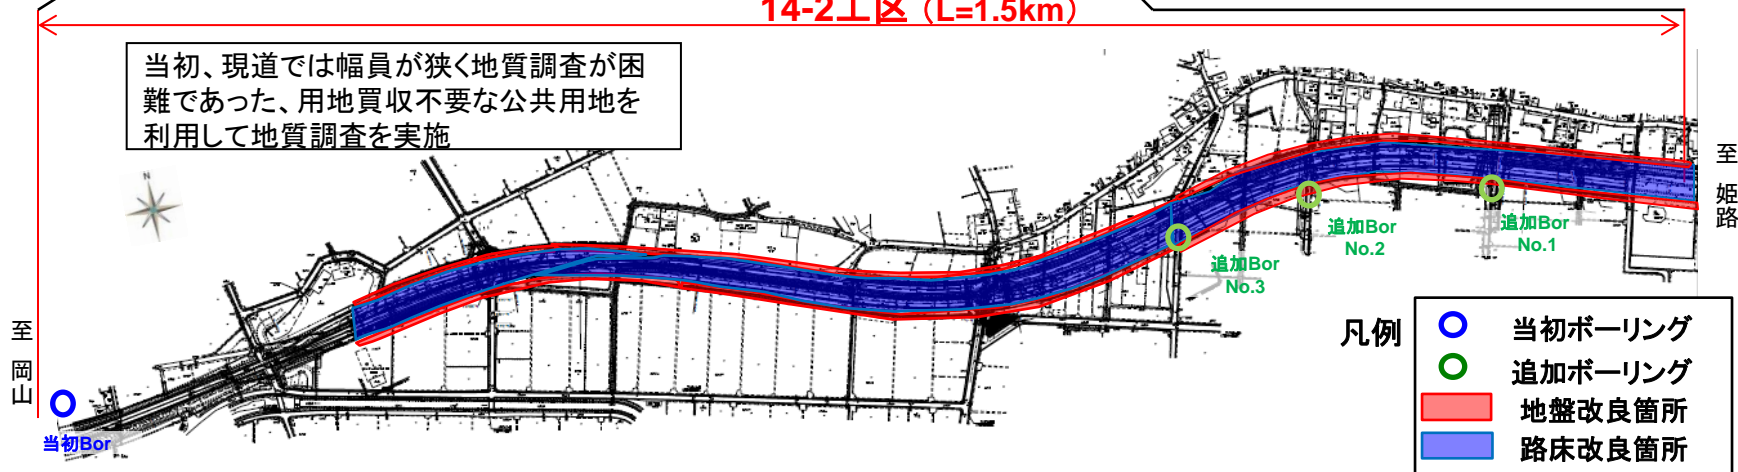 14-2工区（L=1.5km）
当初、現道では幅員が狭く地質調査が困
難であった、用地買収不要な公共用地を
利用して地質調査を実施
N
至 姫路
追加Bor
No.1
追加Bor
No.2
追加Bor
No.3
至 岡山
当初Bor
凡例
当初ボーリング
追加ボーリング
地盤改良箇所
路床改良箇所